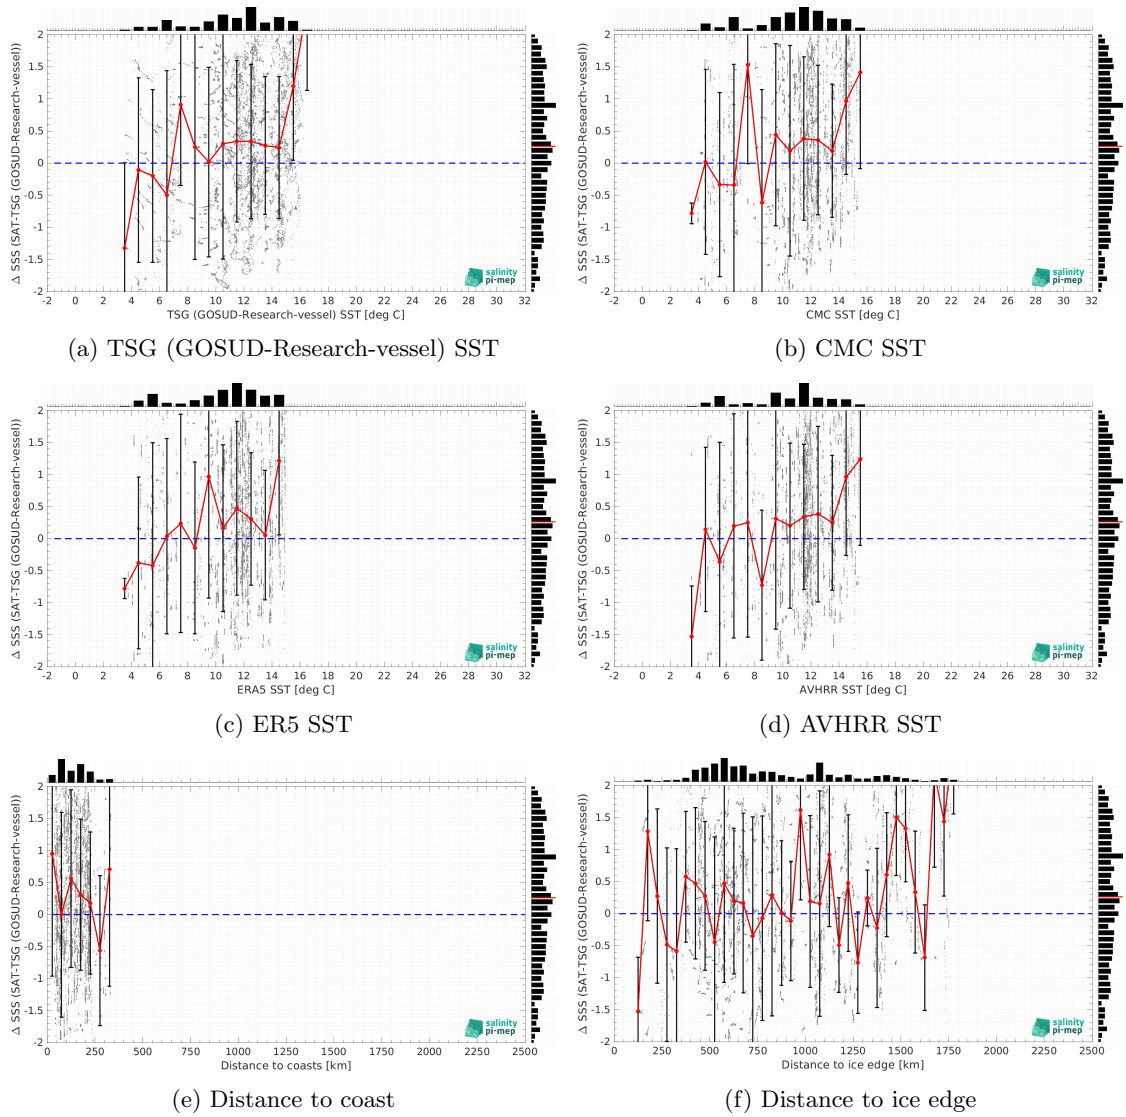 2
1.5
1
0.5
0
-0.5
-1
-1.5
-2
Δ SSS (SAT-TSG (GOSUD-Research-vessel))
salinity
pi-mep
-2 0 2 4 6 8 10 12 14 16 18 20 22 24 26 28 30 32
TSG (GOSUD-Research-vessel) SST [deg C]
(a) TSG (GOSUD-Research-vessel) SST
2
1.5
1
0.5
0
-0.5
-1
-1.5
-2
Δ SSS (SAT-TSG (GOSUD-Research-vessel))
salinity
pi-mep
-2 0 2 4 6 8 10 12 14 16 18 20 22 24 26 28 30 32
CMC SST [deg C]
(b) CMC SST
2
1.5
1
0.5
0
-0.5
-1
-1.5
-2
Δ SSS (SAT-TSG (GOSUD-Research-vessel))
salinity
pi-mep
-2 0 2 4 6 8 10 12 14 16 18 20 22 24 26 28 30 32
ERA5 SST [deg C]
(c) ER5 SST
2
1.5
1
0.5
0
-0.5
-1
-1.5
-2
Δ SSS (SAT-TSG (GOSUD-Research-vessel))
salinity
pi-mep
-2 0 2 4 6 8 10 12 14 16 18 20 22 24 26 28 30 32
AVHRR SST [deg C]
(d) AVHRR SST
2
1.5
1
0.5
0
-0.5
-1
-1.5
-2
Δ SSS (SAT-TSG (GOSUD-Research-vessel))
salinity
pi-mep
0 250 500 750 1000 1250 1500 1750 2000 2250 2500
Distance to coasts [km]
(e) Distance to coast
2
1.5
1
0.5
0
-0.5
-1
-1.5
-2
Δ SSS (SAT-TSG (GOSUD-Research-vessel))
salinity
pi-mep
0 250 500 750 1000 1250 1500 1750 2000 2250 2500
Distance to ice edge [km]
(f) Distance to ice edge